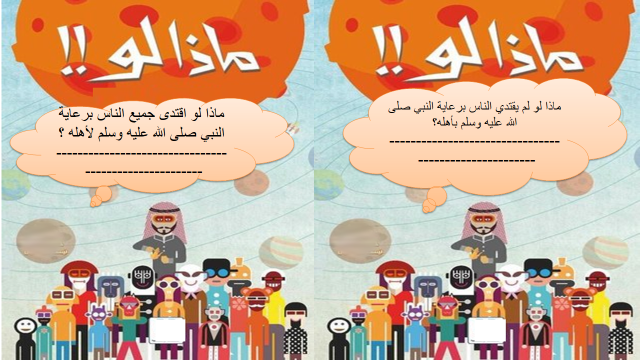 ماذا لو !!
ماذا لو اقتدى جميع الناس برعاية
النبي صلى الله عليه وسلم لأهله ؟
--------------------------------
----------------------
ماذا لو !!
ماذا لو لم يقتدي الناس برعاية النبي صلى
الله عليه وسلم بأهله؟
--------------------------------
----------------------